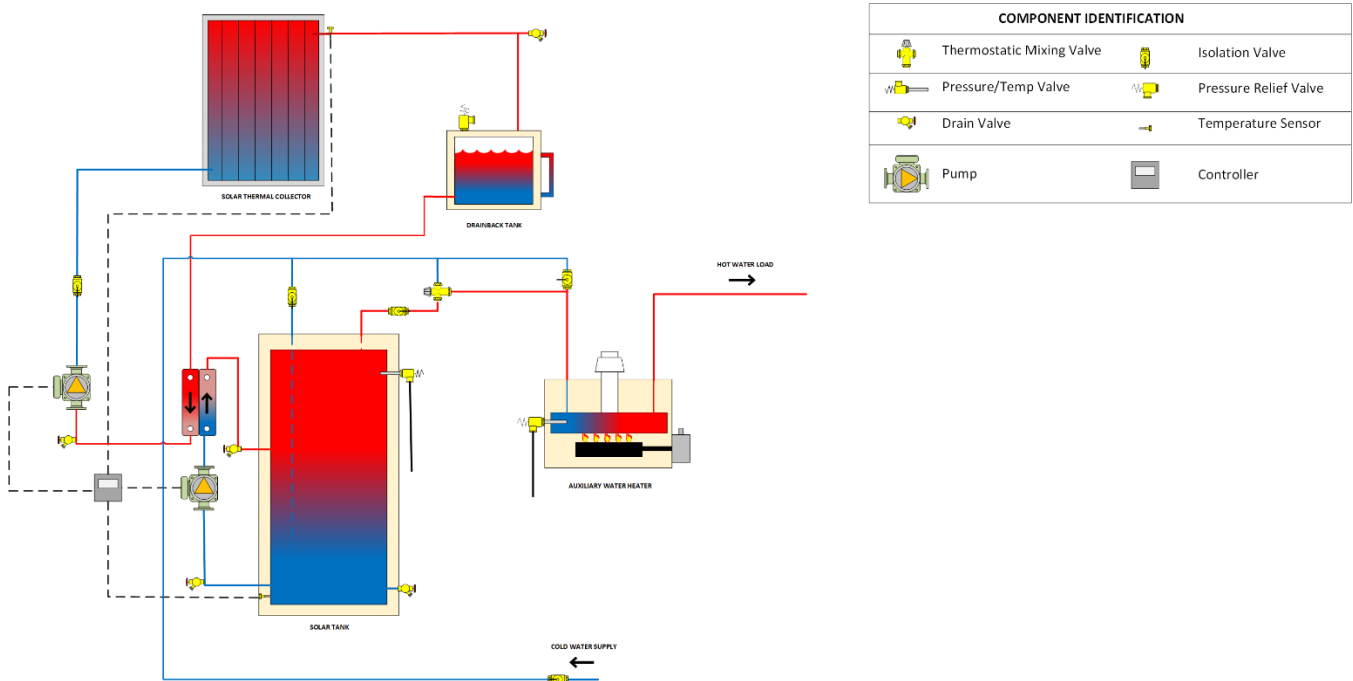 COMPONENT IDENTIFICATION
Thermostatic Mixing Valve
Isolation Valve
Pressure/Temp Valve
Pressure Relief Valve
Drain Valve
Temperature Sensor
Pump
Controller
SOLAR THERMAL COLLECTOR
DRAINBACK TANK
HOT WATER LOAD
AUXILIARY WATER HEATER
SOLAR TANK
COLD WATER SUPPLY